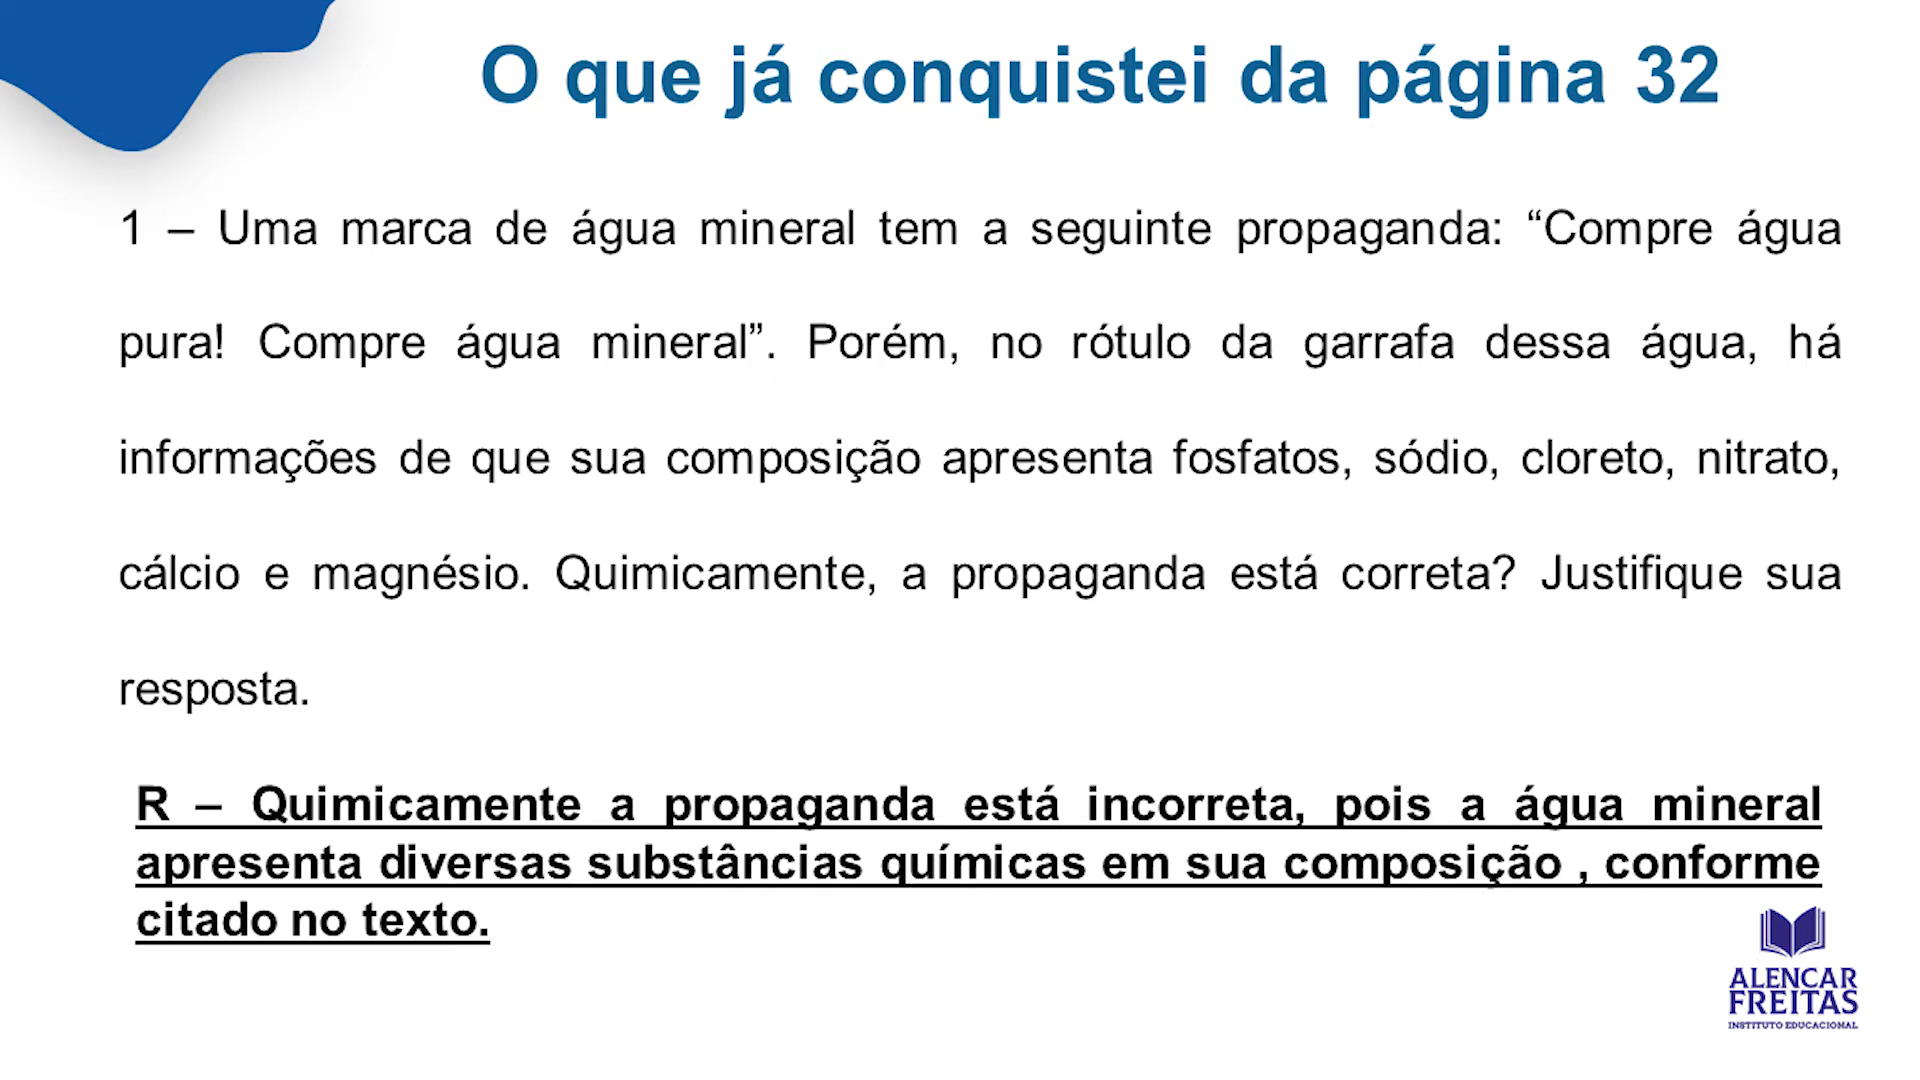 O que já conquistei da página 32
1 – Uma marca de água mineral tem a seguinte propaganda: “Compre água
pura! Compre água mineral”. Porém, no rótulo da garrafa dessa água, há
informações de que sua composição apresenta fosfatos, sódio, cloreto, nitrato,
cálcio e magnésio. Quimicamente, a propaganda está correta? Justifique sua
resposta.
R – Quimicamente a propaganda está incorreta, pois a água mineral
apresenta diversas substâncias químicas em sua composição , conforme
citado no texto.
ALENCAR
FREITAS
INSTITUTO EDUCACIONAL